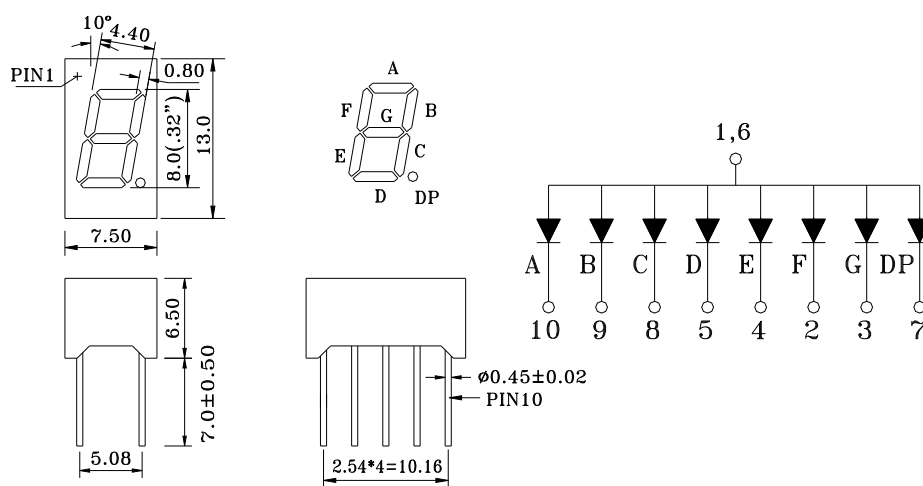 10°
4.40
PIN1
0.80
8.0(.32")
13.0
7.50
A
F
B
G
E
C
D
DP
1,6
A B C D E F G DP
10 9 8 5 4 2 3 7
6.50
7.0±0.50
5.08
ø0.45±0.02
PIN10
2.54*4=10.16